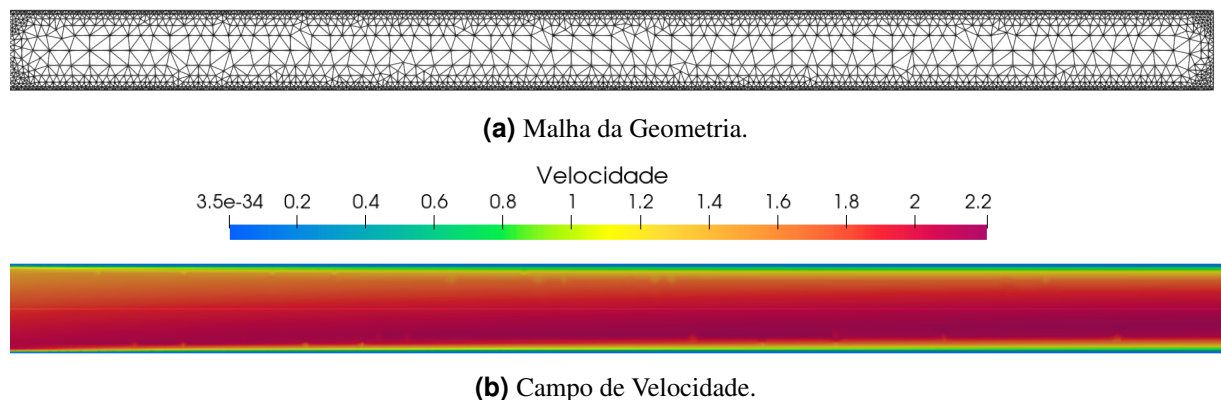 (a) Malha da Geometria.
Velocidade
3.5e-34 0.2 0.4 0.6 0.8 1 1.2 1.4 1.6 1.8 2 2.2
(b) Campo de Velocidade.